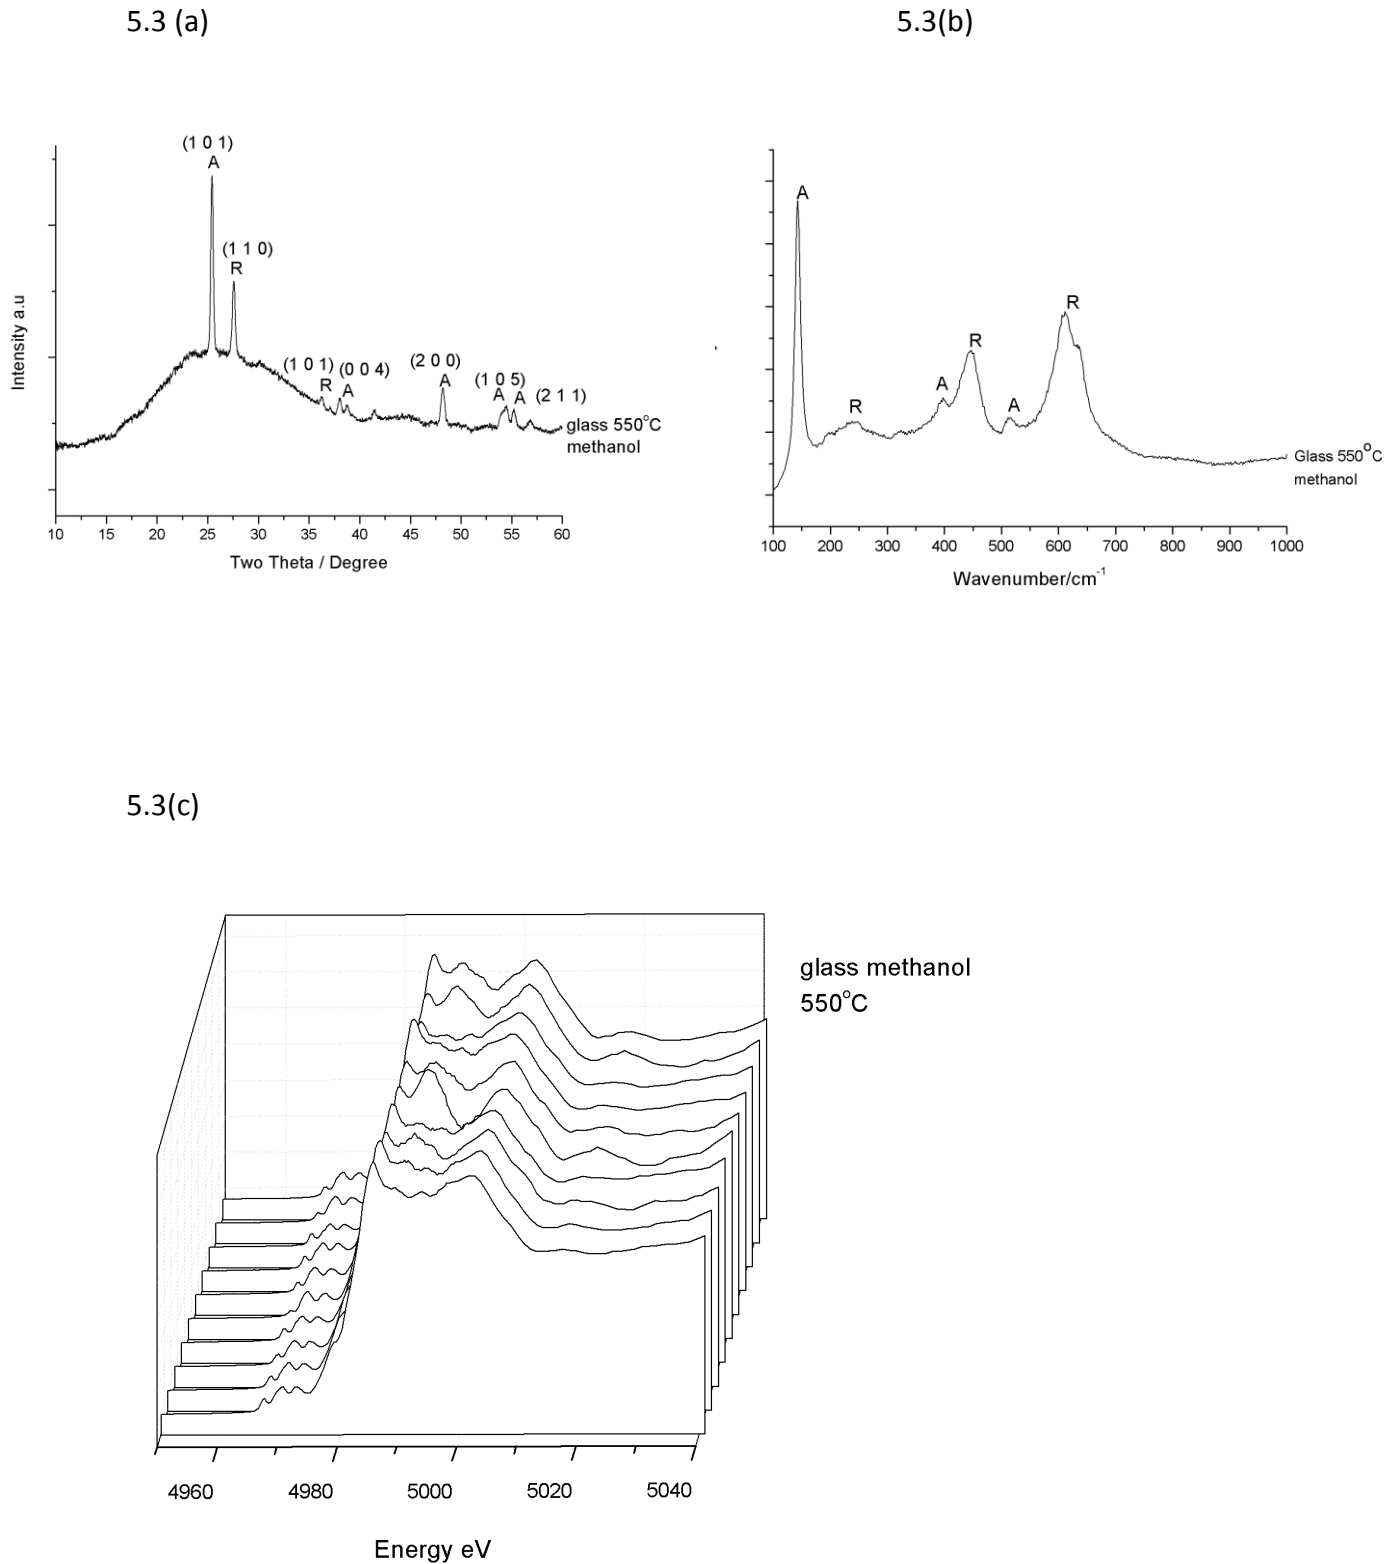 5.3 (a)
5.3(b)
(1 0 1)
A
(1 1 0)
R
(1 0 1)
R
(0 0 4)
A
(2 0 0)
A
(1 0 5)
A
A
(2 1 1)
glass 550°C
methanol
Intensity a.u
10 15 20 25 30 35 40 45 50 55 60
Two Theta / Degree
A
R
A
R
A
R
Glass 550°C
methanol
100 200 300 400 500 600 700 800 900 1000
Wavenumber/cm⁻¹
5.3(c)
glass methanol
550°C
4960 4980 5000 5020 5040
Energy eV